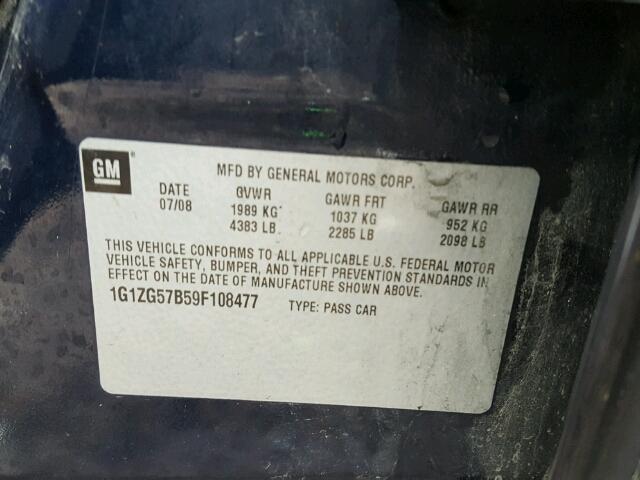 GM
MFD BY GENERAL MOTORS CORP.
DATE GVWR GAWR FRT GAWR RR
07/08 1989 KG 1037 KG 952 KG
4383 LB 2285 LB 2098 LB
THIS VEHICLE CONFORMS TO ALL APPLICABLE U.S. FEDERAL MOTOR
VEHICLE SAFETY, BUMPER, AND THEFT PREVENTION STANDARDS IN
EFFECT ON THE DATE OF MANUFACTURE SHOWN ABOVE.
1G1ZG57B59F108477 TYPE: PASS CAR